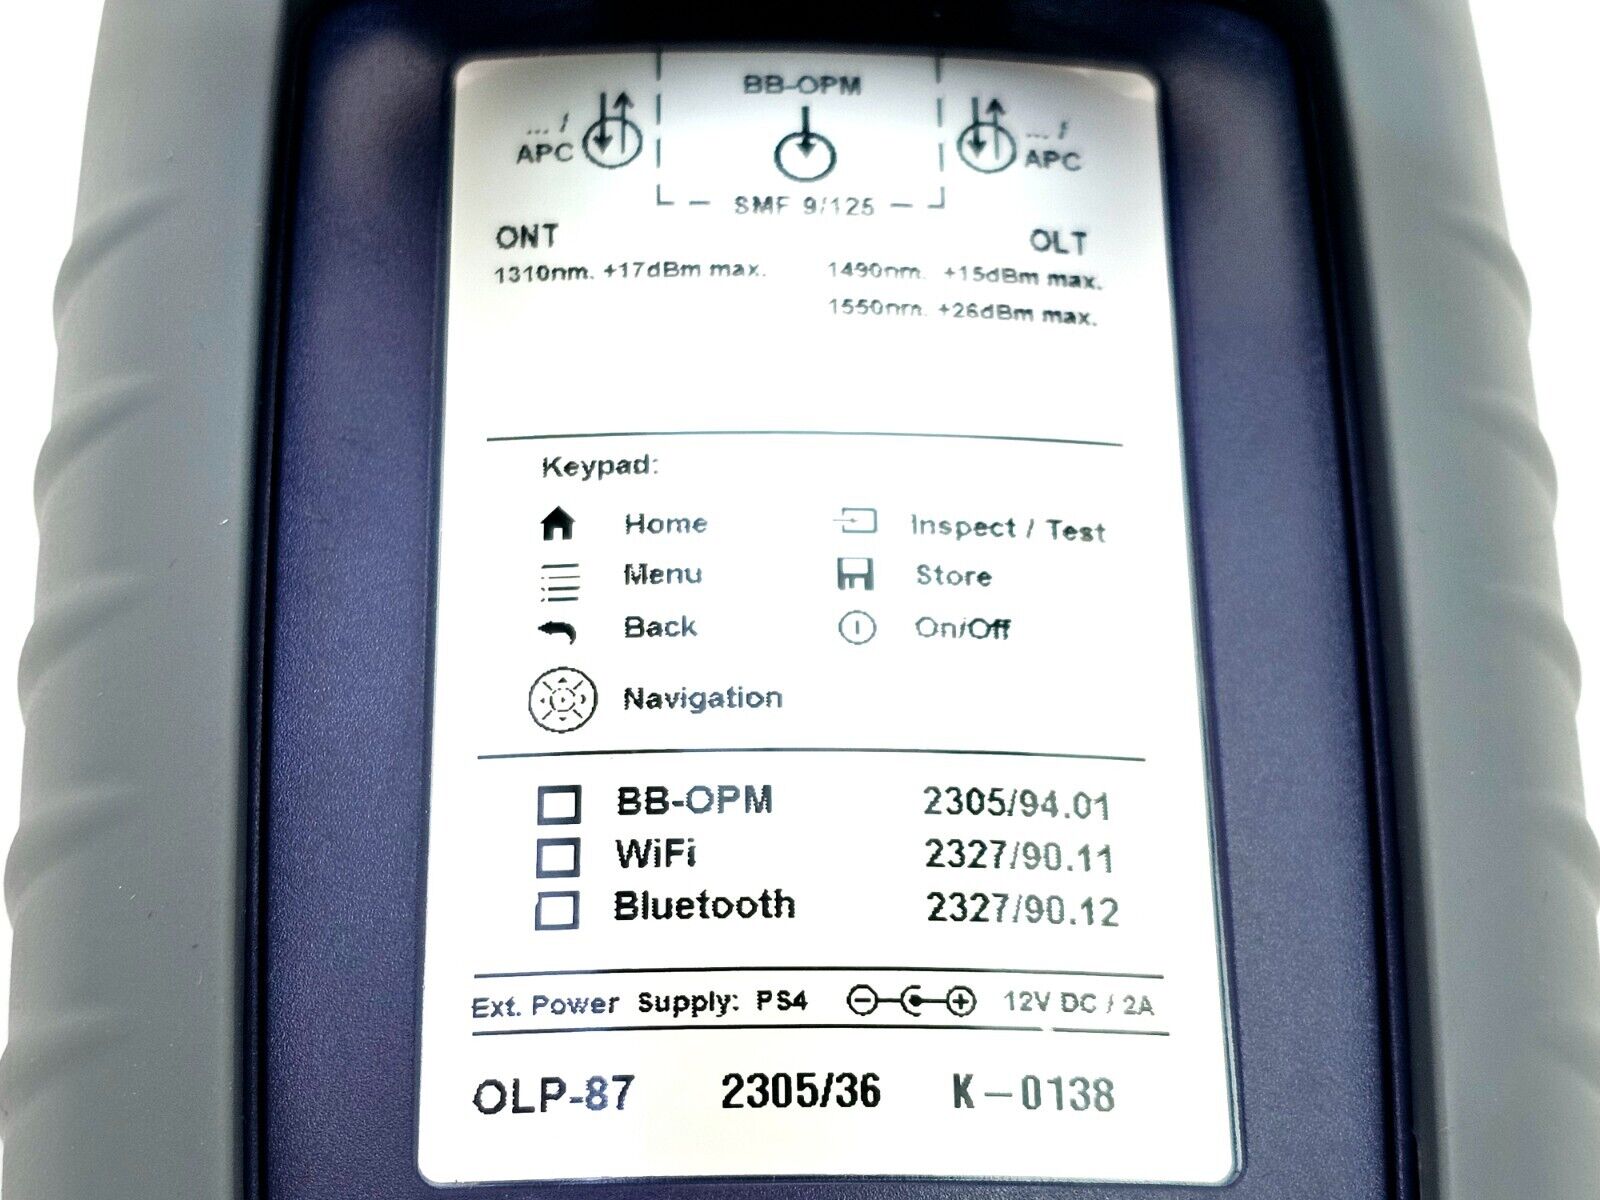 BB-OPM
... /
APC
... /
APC
SMF 9/125
ONT
OLT
1310nm. +17dBm max.
1490nm. +15dBm max.
1550nm. +26dBm max.
Keypad:
Home
Inspect / Test
Menu
Store
Back
On/Off
Navigation
BB-OPM 2305/94.01
WiFi 2327/90.11
Bluetooth 2327/90.12
Ext. Power Supply: PS4 12V DC / 2A
OLP-87 2305/36 K-0138